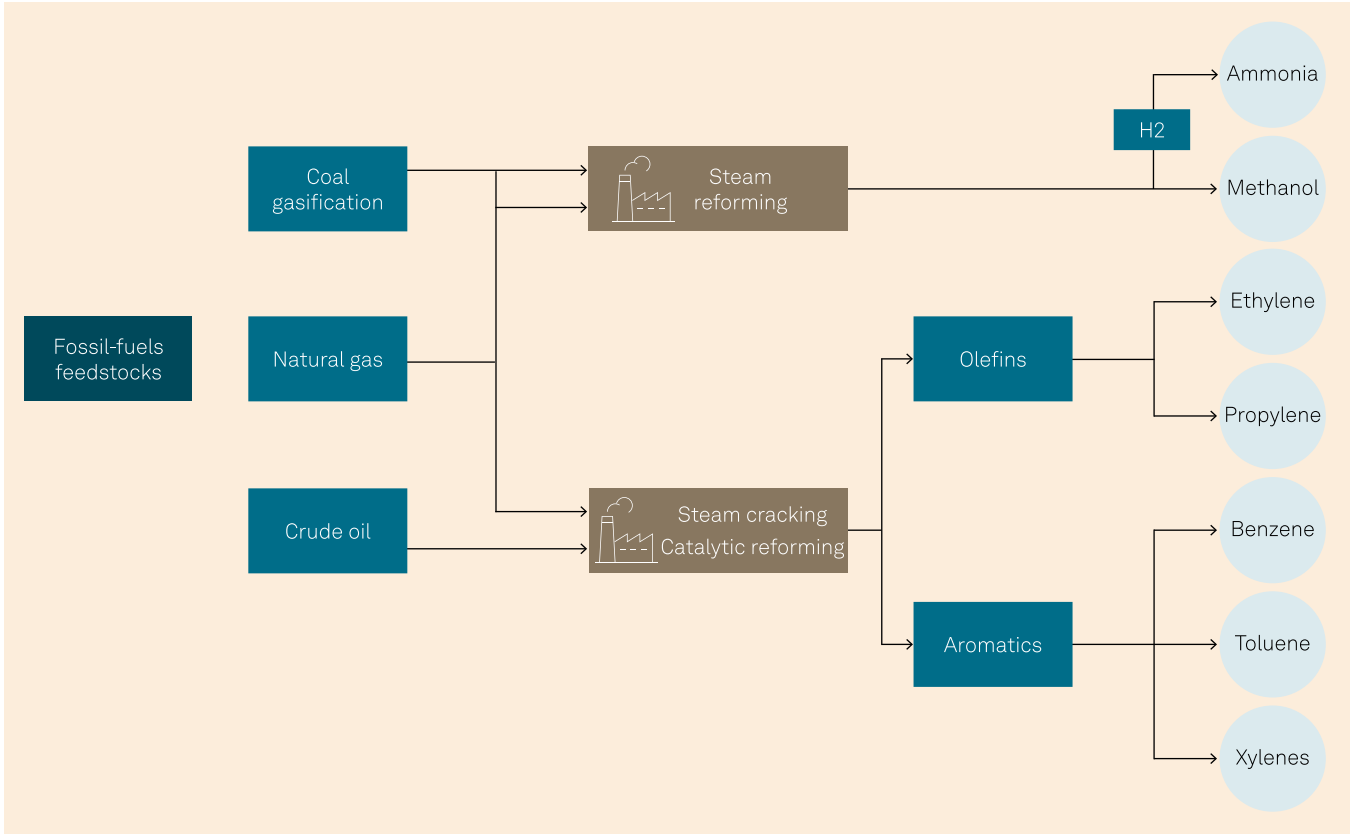 Fossil-fuels
feedstocks
Coal
gasification
Natural gas
Crude oil
Steam
reforming
Steam cracking
Catalytic reforming
H2
Olefins
Aromatics
Ammonia
Methanol
Ethylene
Propylene
Benzene
Toluene
Xylenes